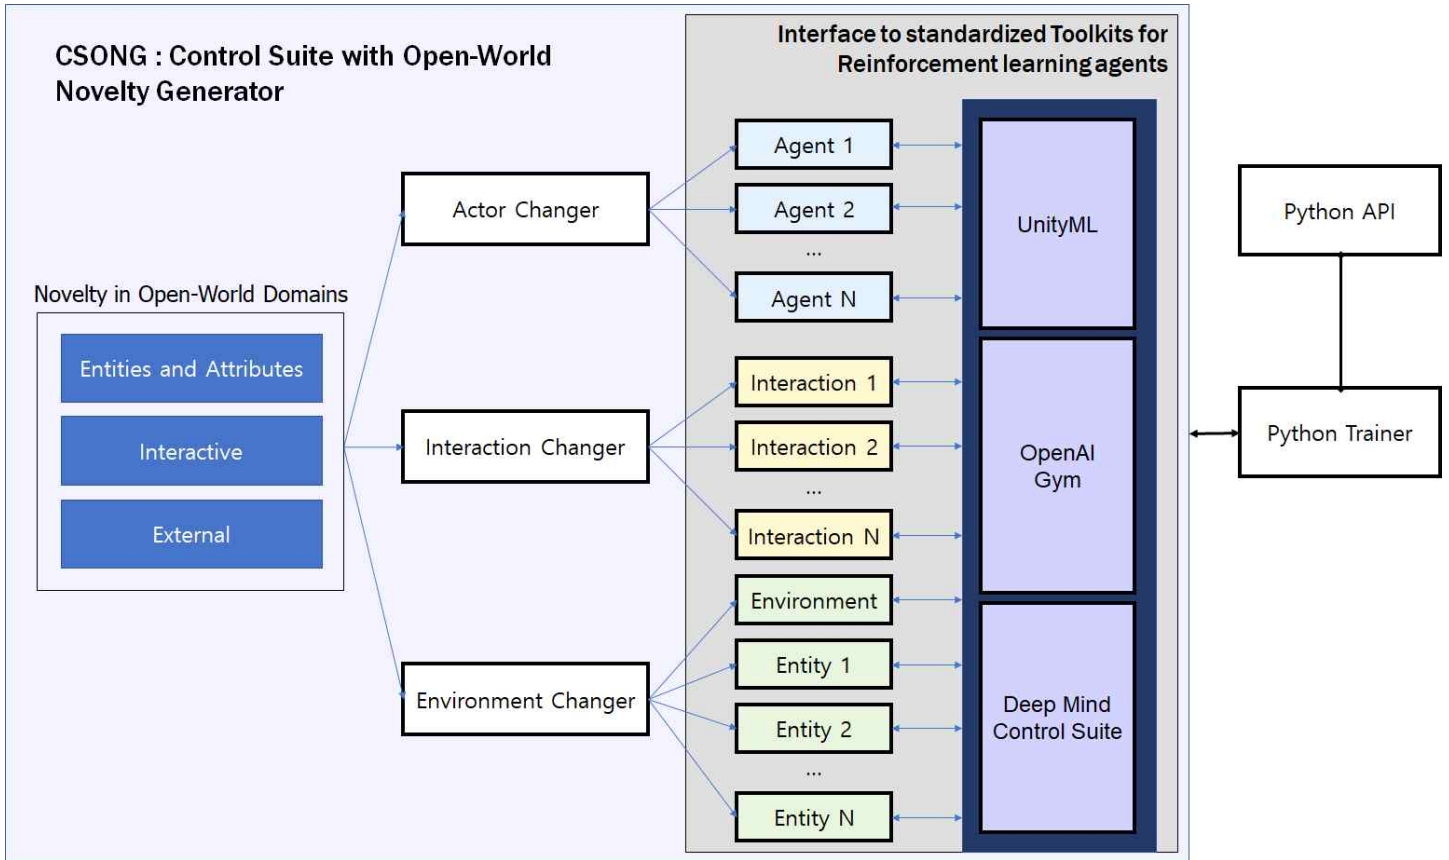 CSONG : Control Suite with Open-World
Novelty Generator
Interface to standardized Toolkits for
Reinforcement learning agents
Novelty in Open-World Domains
Entities and Attributes
Interactive
External
Actor Changer
Interaction Changer
Environment Changer
Agent 1
Agent 2
...
Agent N
Interaction 1
Interaction 2
...
Interaction N
Environment
Entity 1
Entity 2
...
Entity N
UnityML
OpenAI
Gym
Deep Mind
Control Suite
Python API
Python Trainer